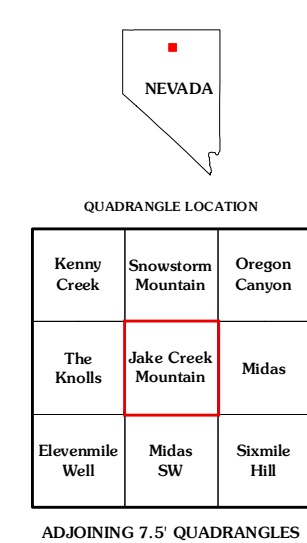 NEVADA
QUADRANGLE LOCATION
Kenny
Creek
Snowstorm
Mountain
Oregon
Canyon
The
Knolls
Jake Creek
Mountain
Midas
Elevenmile
Well
Midas
SW
Sixmile
Hill
ADJOINING 7.5' QUADRANGLES